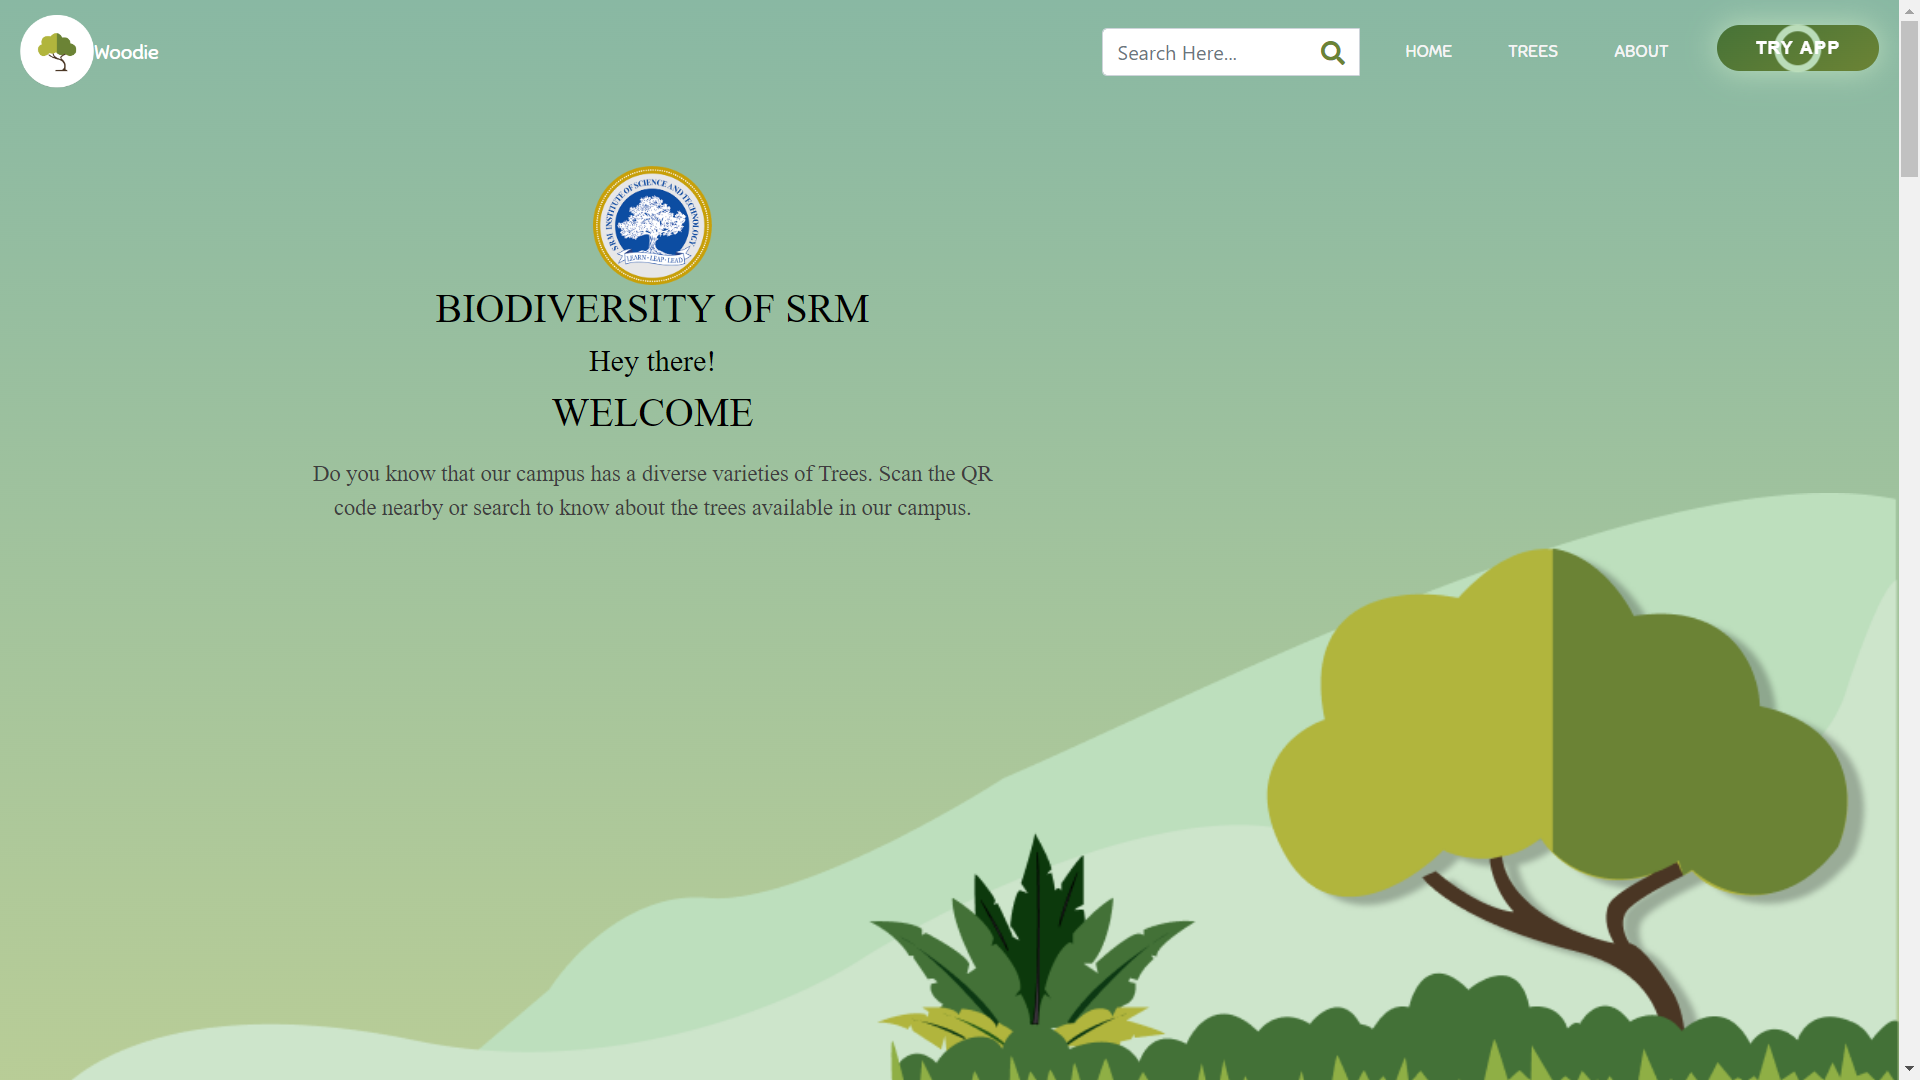 Woodie
Search Here...
HOME
TREES
ABOUT
TRY APP
SRM INSTITUTE OF SCIENCE AND TECHNOLOGY
LEARN - LEAP - LEAD
BIODIVERSITY OF SRM
Hey there!
WELCOME
Do you know that our campus has a diverse varieties of Trees. Scan the QR
code nearby or search to know about the trees available in our campus.